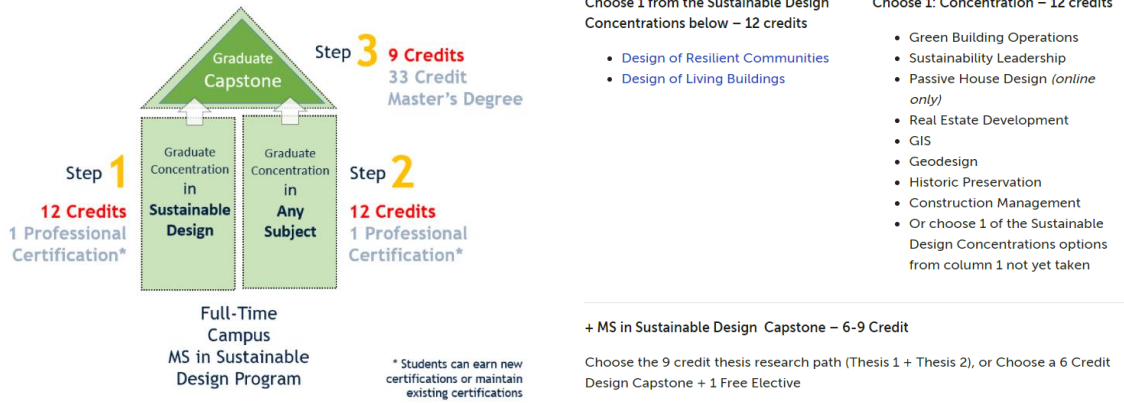 Graduate
Capstone
Step 3
9 Credits
33 Credit
Master's Degree
Step 1
12 Credits
1 Professional
Certification*
Graduate
Concentration
in
Sustainable
Design
Graduate
Concentration
in
Any
Subject
Step 2
12 Credits
1 Professional
Certification*
Full-Time
Campus
MS in Sustainable
Design Program
* Students can earn new
certifications or maintain
existing certifications
Choose 1 from the Sustainable Design
Concentrations below – 12 credits
• Design of Resilient Communities
• Design of Living Buildings
Choose 1: Concentration – 12 credits
• Green Building Operations
• Sustainability Leadership
• Passive House Design (online
only)
• Real Estate Development
• GIS
• Geodesign
• Historic Preservation
• Construction Management
• Or choose 1 of the Sustainable
Design Concentrations options
from column 1 not yet taken
+ MS in Sustainable Design Capstone – 6-9 Credit
Choose the 9 credit thesis research path (Thesis 1 + Thesis 2), or Choose a 6 Credit
Design Capstone + 1 Free Elective